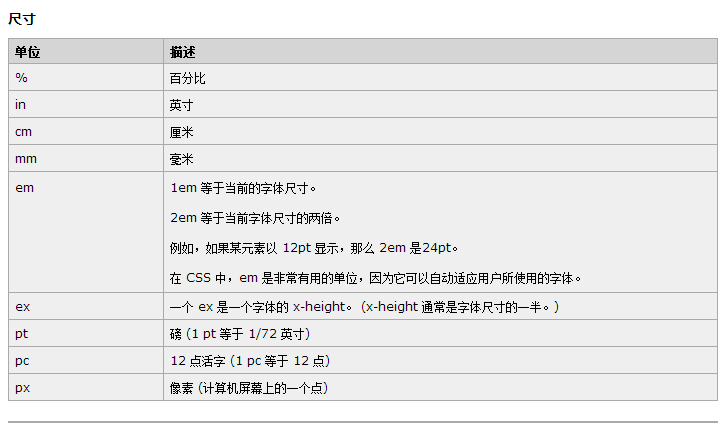 尺寸
单位 描述
% 百分比
in 英寸
cm 厘米
mm 毫米
em 1em 等于当前的字体尺寸。
2em 等于当前字体尺寸的两倍。
例如，如果某元素以 12pt 显示，那么 2em 是24pt。
在 CSS 中，em 是非常有用的单位，因为它可以自动适应用户所使用的字体。
ex 一个 ex 是一个字体的 x-height。 (x-height 通常是字体尺寸的一半。)
pt 磅 (1 pt 等于 1/72 英寸)
pc 12 点活字 (1 pc 等于 12 点)
px 像素 (计算机屏幕上的一个点)